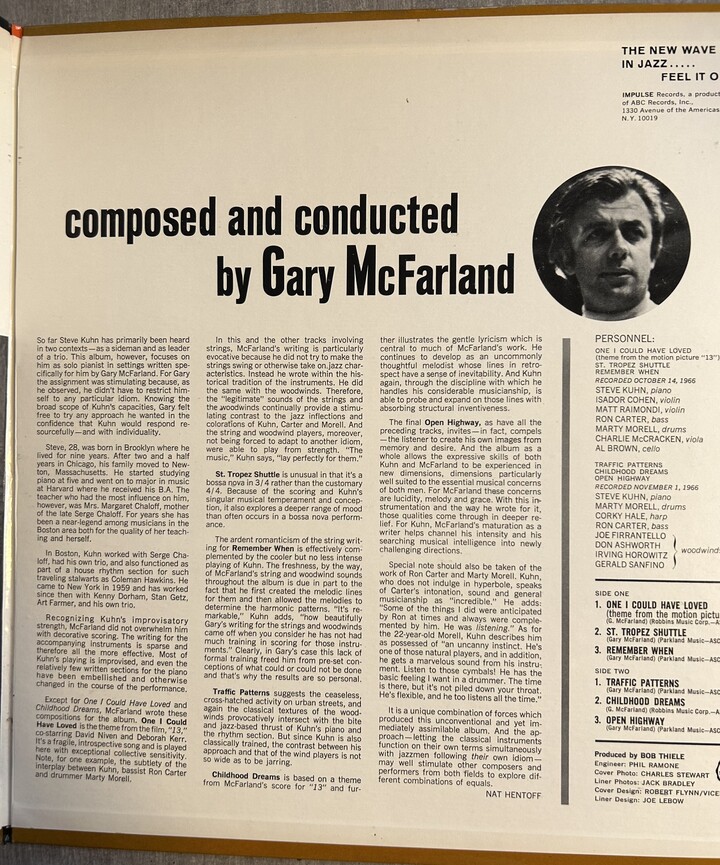 THE NEW WAVE
IN JAZZ.....
FEEL IT O
IMPULSE Records, a product
of ABC Records, Inc.,
1330 Avenue of the Americas
N.Y. 10019
composed and conducted
by Gary McFarland
So far Steve Kuhn has primarily been heard
in two contexts—as a sideman and as leader
of a trio. This album, however, focuses on
him as solo pianist in settings written spe-
cifically for him by Gary McFarland. For Gary
the assignment was stimulating because, as
he observed, he didn't have to restrict him-
self to any particular idiom. Knowing the
broad scope of Kuhn's capacities, Gary felt
free to try any approach he wanted in the
confidence that Kuhn would respond re-
sourcefully—and with individuality.
Steve, 28, was born in Brooklyn where he
lived for nine years. After two and a half
years in Chicago, his family moved to New-
ton, Massachusetts. He started studying
piano at five and went on to major in music
at Harvard where he received his B.A. The
teacher who had the most influence on him,
however, was Mrs. Margaret Chaloff, mother
of the late Serge Chaloff. For years she has
been a near-legend among musicians in the
Boston area both for the quality of her teach-
ing and herself.
In Boston, Kuhn worked with Serge Cha-
loff, had his own trio, and also functioned as
part of a house rhythm section for such
traveling stalwarts as Coleman Hawkins. He
came to New York in 1959 and has worked
since then with Kenny Dorham, Stan Getz,
Art Farmer, and his own trio.
Recognizing Kuhn's improvisatory
strength, McFarland did not overwhelm him
with decorative scoring. The writing for the
accompanying instruments is sparse and
therefore all the more effective. Most of
Kuhn's playing is improvised, and even the
relatively few written sections for the piano
have been embellished and otherwise
changed in the course of the performance.
Except for One I Could Have Loved and
Childhood Dreams, McFarland wrote these
compositions for the album. One I Could
Have Loved is the theme from the film, "13,"
co-starring David Niven and Deborah Kerr.
It's a fragile, introspective song and is played
here with exceptional collective sensitivity.
Note, for one example, the subtlety of the
interplay between Kuhn, bassist Ron Carter
and drummer Marty Morell.
In this and the other tracks involving
strings, McFarland's writing is particularly
evocative because he did not try to make the
strings swing or otherwise take on jazz char-
acteristics. Instead he wrote within the his-
torical tradition of the instruments. He did
the same with the woodwinds. Therefore,
the "legitimate" sounds of the strings and
the woodwinds continually provide a stimu-
lating contrast to the jazz inflections and
colorations of Kuhn, Carter and Morell. And
the string and woodwind players, moreover,
not being forced to adapt to another idiom,
were able to play from strength. "The
music," Kuhn says, "lay perfectly for them."
St. Tropez Shuttle is unusual in that it's a
bossa nova in 3/4 rather than the customary
4/4. Because of the scoring and Kuhn's
singular musical temperament and concep-
tion, it also explores a deeper range of mood
than often occurs in a bossa nova perform-
ance.
The ardent romanticism of the string writ-
ing for Remember When is effectively com-
plemented by the cooler but no less intense
playing of Kuhn. The freshness, by the way,
of McFarland's string and woodwind sounds
throughout the album is due in part to the
fact that he first created the melodic lines
for them and then allowed the melodies to
determine the harmonic patterns. "It's re-
markable," Kuhn adds, "how beautifully
Gary's writing for the strings and woodwinds
came off when you consider he has not had
much training in scoring for those instru-
ments." Clearly, in Gary's case this lack of
formal training freed him from pre-set con-
ceptions of what could or could not be done
and that's why the results are so personal.
Traffic Patterns suggests the ceaseless,
cross-hatched activity on urban streets, and
again the classical textures of the wood-
winds provocatively intersect with the bite
and jazz-based thrust of Kuhn's piano and
the rhythm section. But since Kuhn is also
classically trained, the contrast between his
approach and that of the wind players is not
so wide as to be jarring.
Childhood Dreams is based on a theme
from McFarland's score for "13" and fur-
ther illustrates the gentle lyricism which is
central to much of McFarland's work. He
continues to develop as an uncommonly
thoughtful melodist whose lines in retro-
spect have a sense of inevitability. And Kuhn
again, through the discipline with which he
handles his considerable musicianship, is
able to probe and expand on those lines with
absorbing structural inventiveness.
The final Open Highway, as have all the
preceding tracks, invites—in fact, compels
—the listener to create his own images from
memory and desire. And the album as a
whole allows the expressive skills of both
Kuhn and McFarland to be experienced in
new dimensions, dimensions particularly
well suited to the essential musical concerns
of both men. For McFarland these concerns
are lucidity, melody and grace. With this in-
strumentation and the way he wrote for it,
those qualities come through in deeper re-
lief. For Kuhn, McFarland's maturation as a
writer helps channel his intensity and his
searching musical intelligence into newly
challenging directions.
Special note should also be taken of the
work of Ron Carter and Marty Morell. Kuhn,
who does not indulge in hyperbole, speaks
of Carter's intonation, sound and general
musicianship as "incredible." He adds:
"Some of the things I did were anticipated
by Ron at times and always were comple-
mented by him. He was listening." As for
the 22-year-old Morell, Kuhn describes him
as possessed of "an uncanny instinct. He's
one of those natural players, and in addition,
he gets a marvelous sound from his instru-
ment. Listen to those cymbals! He has the
basic feeling I want in a drummer. The time
is there, but it's not piled down your throat.
He's flexible, and he too listens all the time."
It is a unique combination of forces which
produced this unconventional and yet im-
mediately assimilable album. And the ap-
proach—letting the classical instruments
function on their own terms simultaneously
with jazzmen following their own idiom—
may well stimulate other composers and
performers from both fields to explore dif-
ferent combinations of equals.
NAT HENTOFF
PERSONNEL:
ONE I COULD HAVE LOVED
(theme from the motion picture "13")
ST. TROPEZ SHUTTLE
REMEMBER WHEN
RECORDED OCTOBER 14, 1966
STEVE KUHN, piano
ISADOR COHEN, violin
MATT RAIMONDI, violin
RON CARTER, bass
MARTY MORELL, drums
CHARLIE McCRACKEN, viola
AL BROWN, cello
TRAFFIC PATTERNS
CHILDHOOD DREAMS
OPEN HIGHWAY
RECORDED NOVEMBER 1, 1966
STEVE KUHN, piano
MARTY MORELL, drums
CORKY HALE, harp
RON CARTER, bass
JOE FIRRANTELLO
DON ASHWORTH
IRVING HOROWITZ
GERALD SANFINO
woodwinds
SIDE ONE
1. ONE I COULD HAVE LOVED
(theme from the motion pictu
(G. McFarland) (Robbins Music Corp.—A
2. ST. TROPEZ SHUTTLE
(Gary McFarland) (Parkland Music—ASC
3. REMEMBER WHEN
(Gary McFarland) (Parkland Music—ASC
SIDE TWO
1. TRAFFIC PATTERNS
(Gary McFarland) (Parkland Music—ASC
2. CHILDHOOD DREAMS
(G. McFarland) (Robbins Music Corp.—A
3. OPEN HIGHWAY
(Gary McFarland) (Parkland Music—ASC
Produced by BOB THIELE
Engineer: PHIL RAMONE
Cover Photo: CHARLES STEWART
Liner Photos: JACK BRADLEY
Cover Design: ROBERT FLYNN/VICE
Liner Design: JOE LEBOW